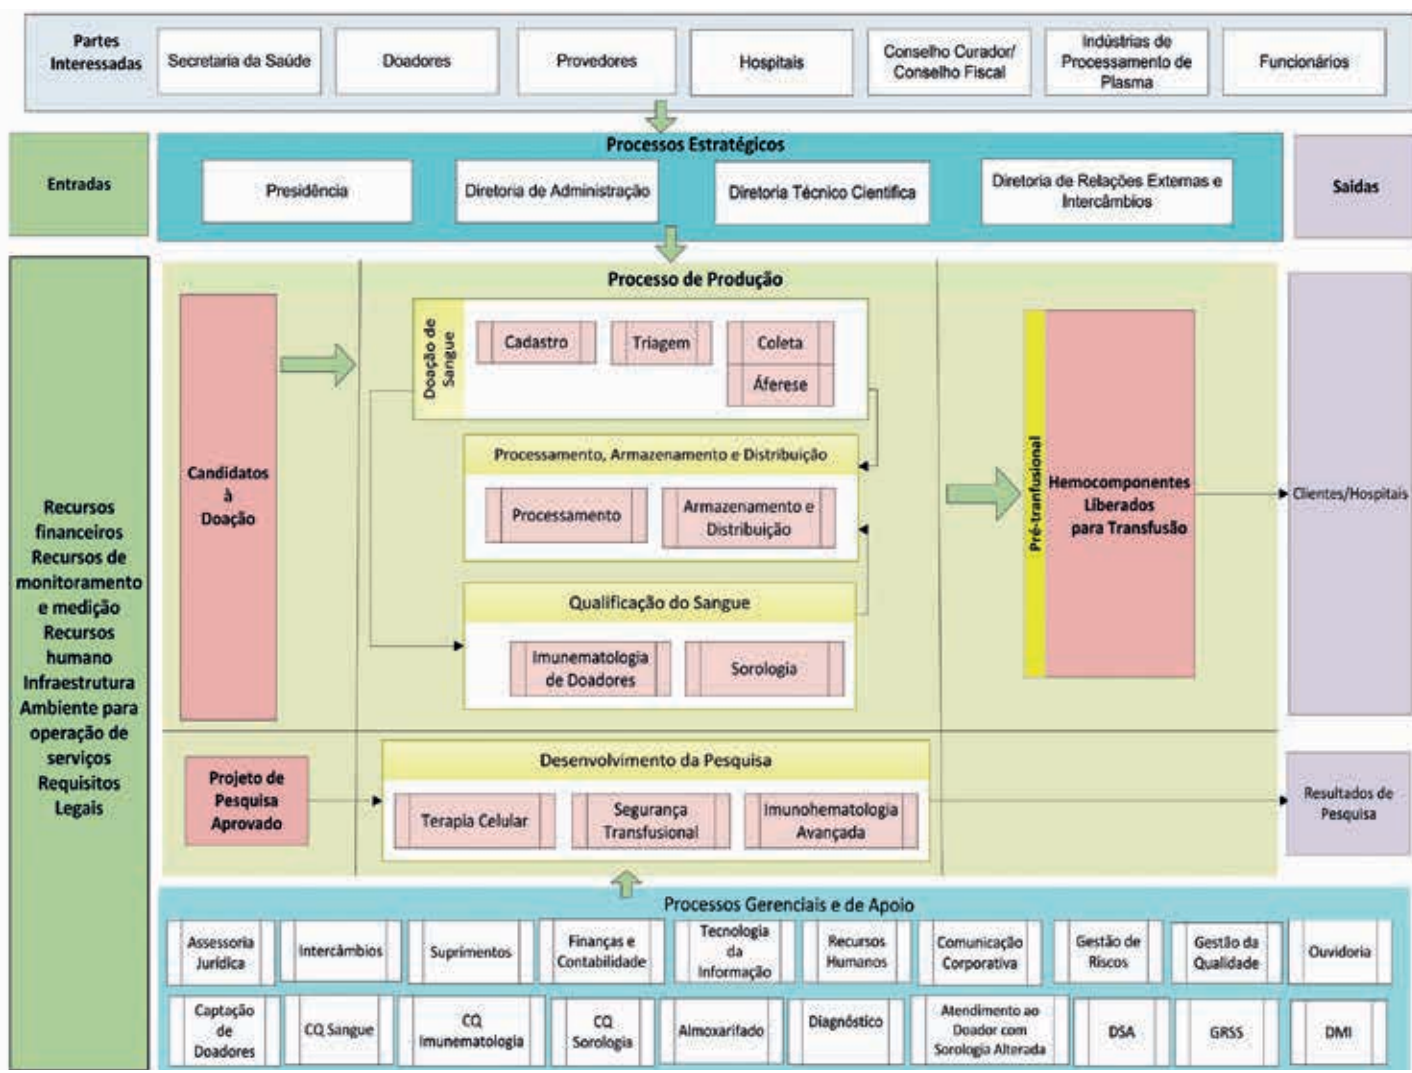 Partes
Interessadas
Secretaria da Saúde
Doadores
Provedores
Hospitais
Conselho Curador/
Conselho Fiscal
Indústrias de
Processamento de
Plasma
Funcionários
Entradas
Processos Estratégicos
Presidência
Diretoria de Administração
Diretoria Técnico Cientifica
Diretoria de Relações Externas e
Intercâmbios
Saidas
Recursos
financeiros
Recursos de
monitoramento
e medição
Recursos
humano
Infraestrutura
Ambiente para
operação de
serviços
Requisitos
Legais
Processo de Produção
Candidatos
à
Doação
Doação de
Sangue
Cadastro
Triagem
Coleta
Áferese
Processamento, Armazenamento e Distribuição
Processamento
Armazenamento e
Distribuição
Qualificação do Sangue
Imunematologia
de Doadores
Sorologia
Pré-tranfusional
Hemocomponentes
Liberados
para Transfusão
Clientes/Hospitais
Projeto de
Pesquisa
Aprovado
Desenvolvimento da Pesquisa
Terapia Celular
Segurança
Transfusional
Imunohematologia
Avançada
Resultados de
Pesquisa
Processos Gerenciais e de Apoio
Assessoria
Jurídica
Intercâmbios
Suprimentos
Finanças e
Contabilidade
Tecnologia
da
Informação
Recursos
Humanos
Comunicação
Corporativa
Gestão de
Riscos
Gestão da
Qualidade
Ouvidoria
Captação
de
Doadores
CQ Sangue
CQ
Imunematologia
CQ
Sorologia
Almoxarifado
Diagnóstico
Atendimento ao
Doador com
Sorologia Alterada
DSA
GRSS
DMI